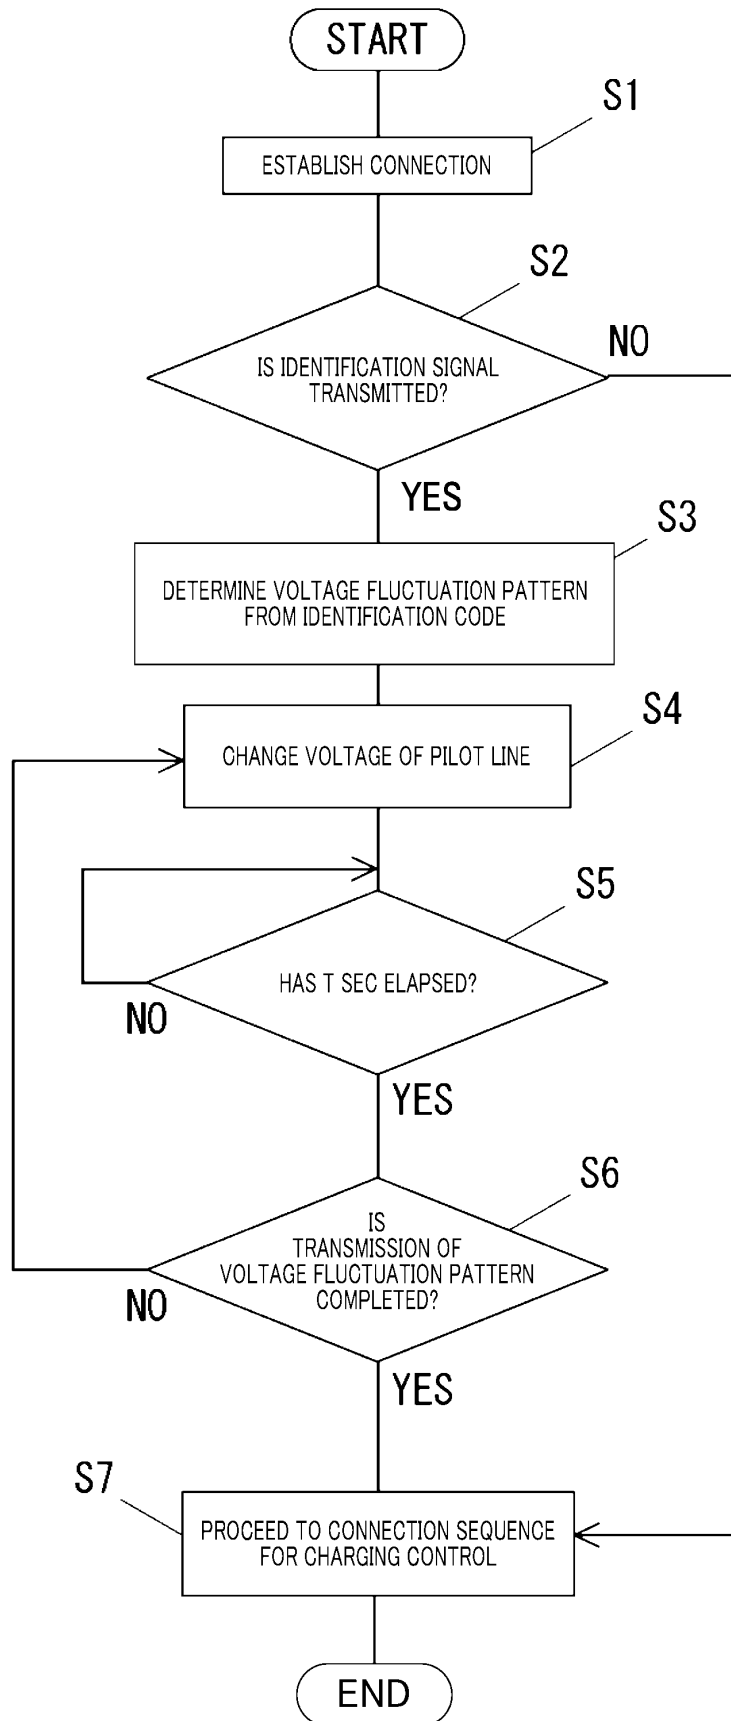 START
S1
ESTABLISH CONNECTION
S2
NO
IS IDENTIFICATION SIGNAL
TRANSMITTED?
YES
S3
DETERMINE VOLTAGE FLUCTUATION PATTERN
FROM IDENTIFICATION CODE
S4
CHANGE VOLTAGE OF PILOT LINE
S5
HAS T SEC ELAPSED?
NO
YES
S6
IS
TRANSMISSION OF
VOLTAGE FLUCTUATION PATTERN
COMPLETED?
NO
YES
S7
PROCEED TO CONNECTION SEQUENCE
FOR CHARGING CONTROL
END